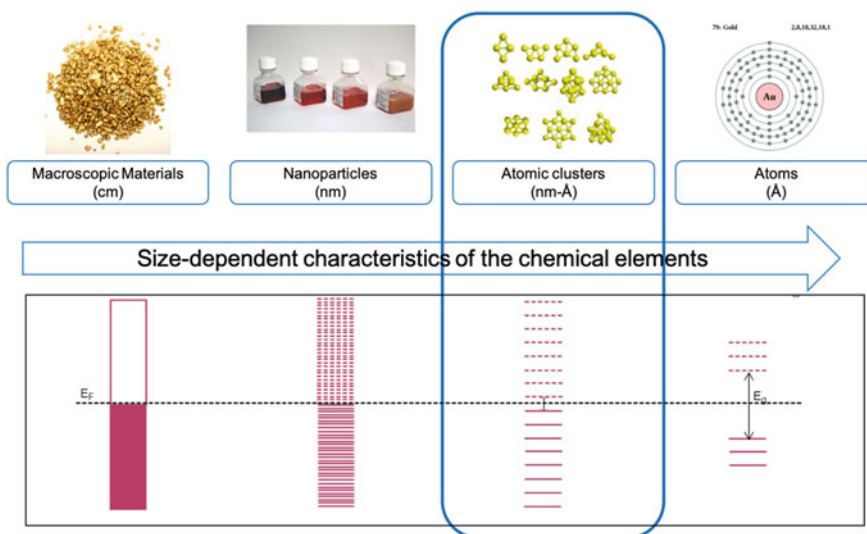 79: Gold 2,8,18,32,18,1
Au
Macroscopic Materials
(cm)
Nanoparticles
(nm)
Atomic clusters
(nm-Å)
Atoms
(Å)
Size-dependent characteristics of the chemical elements
E_F
E_g